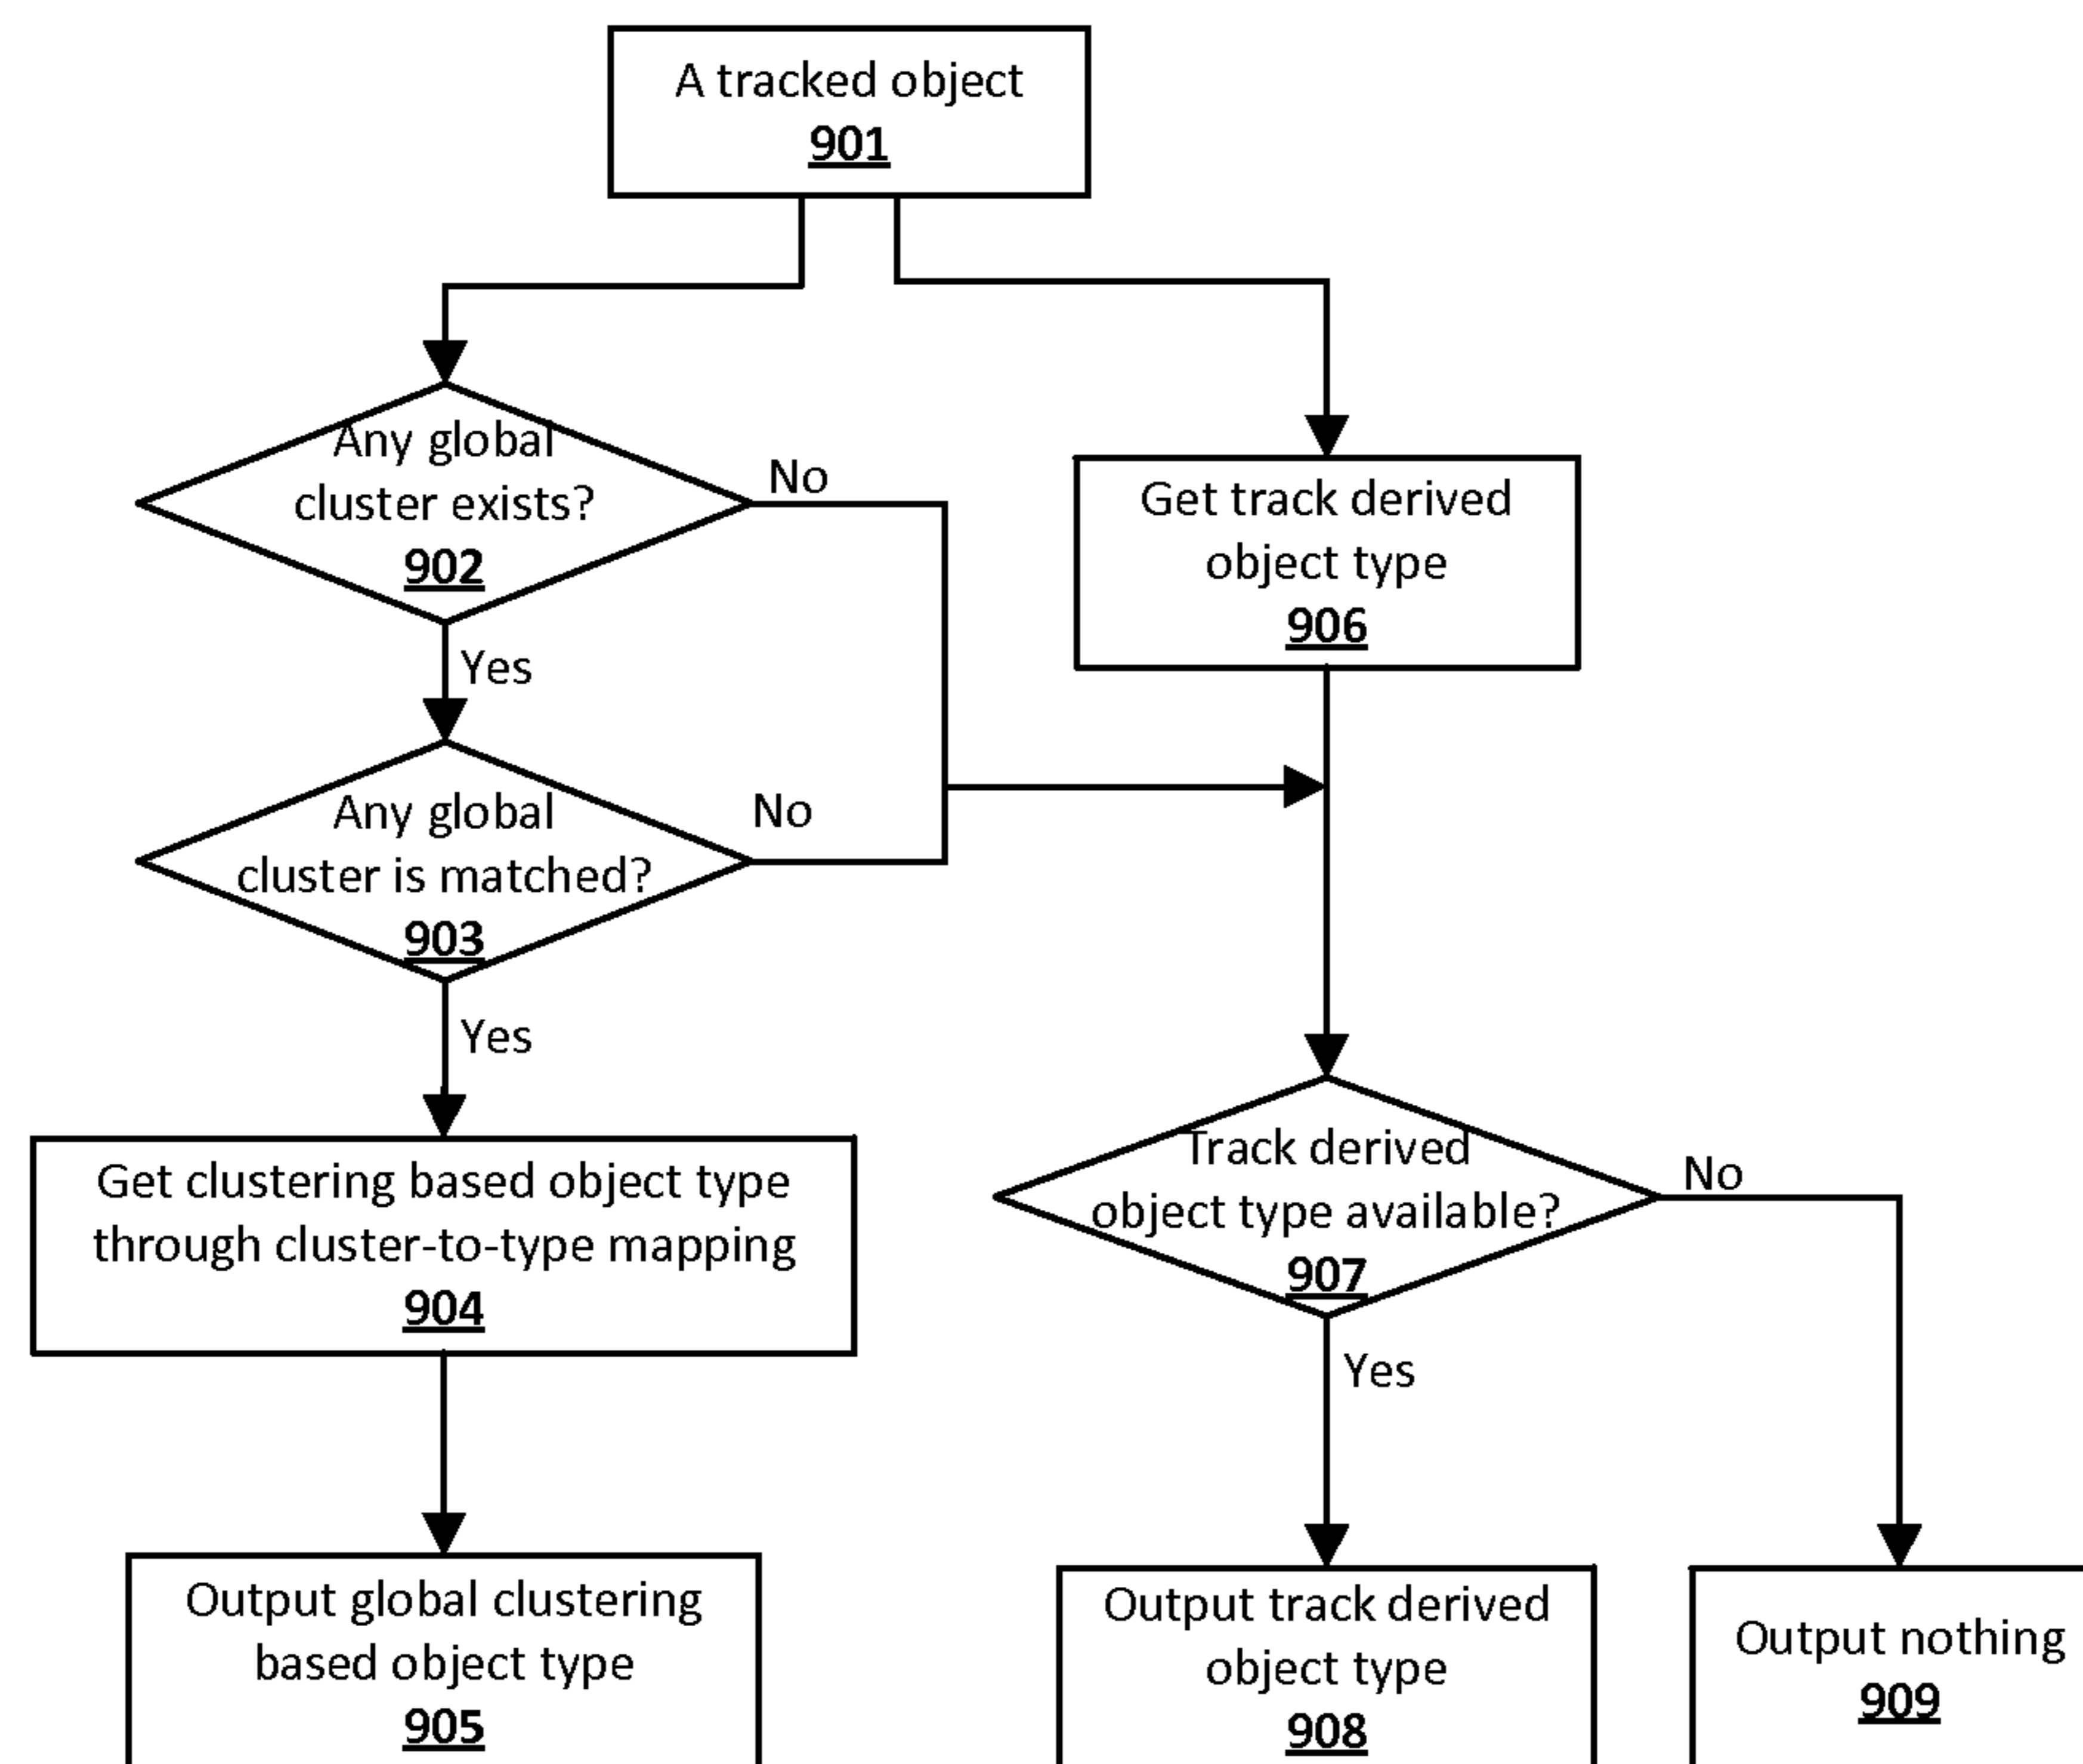 A tracked object
901
Any global
cluster exists?
902
No
Yes
Get track derived
object type
906
Any global
cluster is matched?
903
No
Yes
Get clustering based object type
through cluster-to-type mapping
904
Track derived
object type available?
907
No
Yes
Output global clustering
based object type
905
Output track derived
object type
908
Output nothing
909